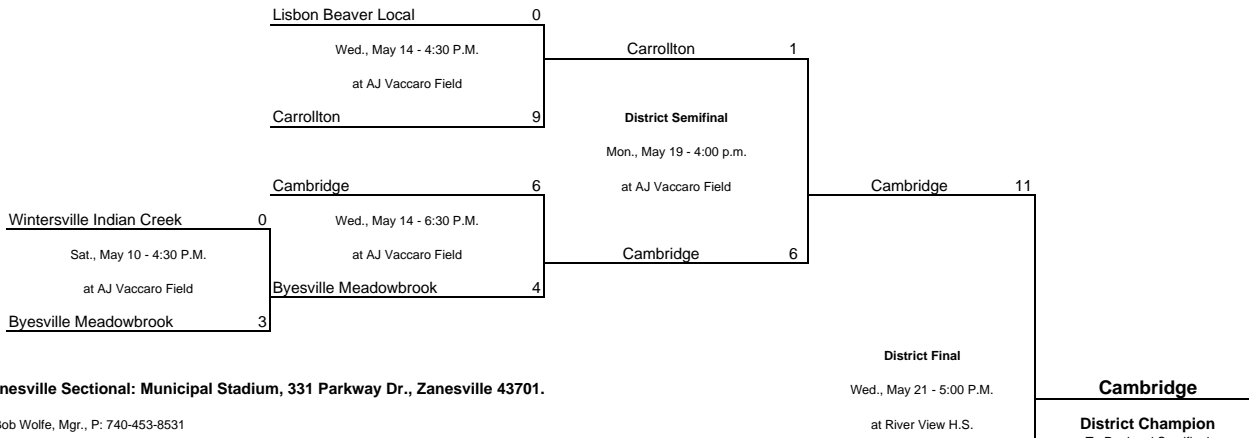 Lisbon Beaver Local 0
Wed., May 14 - 4:30 P.M.
at AJ Vaccaro Field
Carrollton 9
Carrollton 1
District Semifinal
Mon., May 19 - 4:00 p.m.
at AJ Vaccaro Field
Cambridge 6
Wed., May 14 - 6:30 P.M.
at AJ Vaccaro Field
Byesville Meadowbrook 4
Wintersville Indian Creek 0
Sat., May 10 - 4:30 P.M.
at AJ Vaccaro Field
Byesville Meadowbrook 3
Cambridge 6
Cambridge 11
District Final
Wed., May 21 - 5:00 P.M.
at River View H.S.
Cambridge
District Champion
nesville Sectional: Municipal Stadium, 331 Parkway Dr., Zanesville 43701.
Bob Wolfe, Mgr., P: 740-453-8531